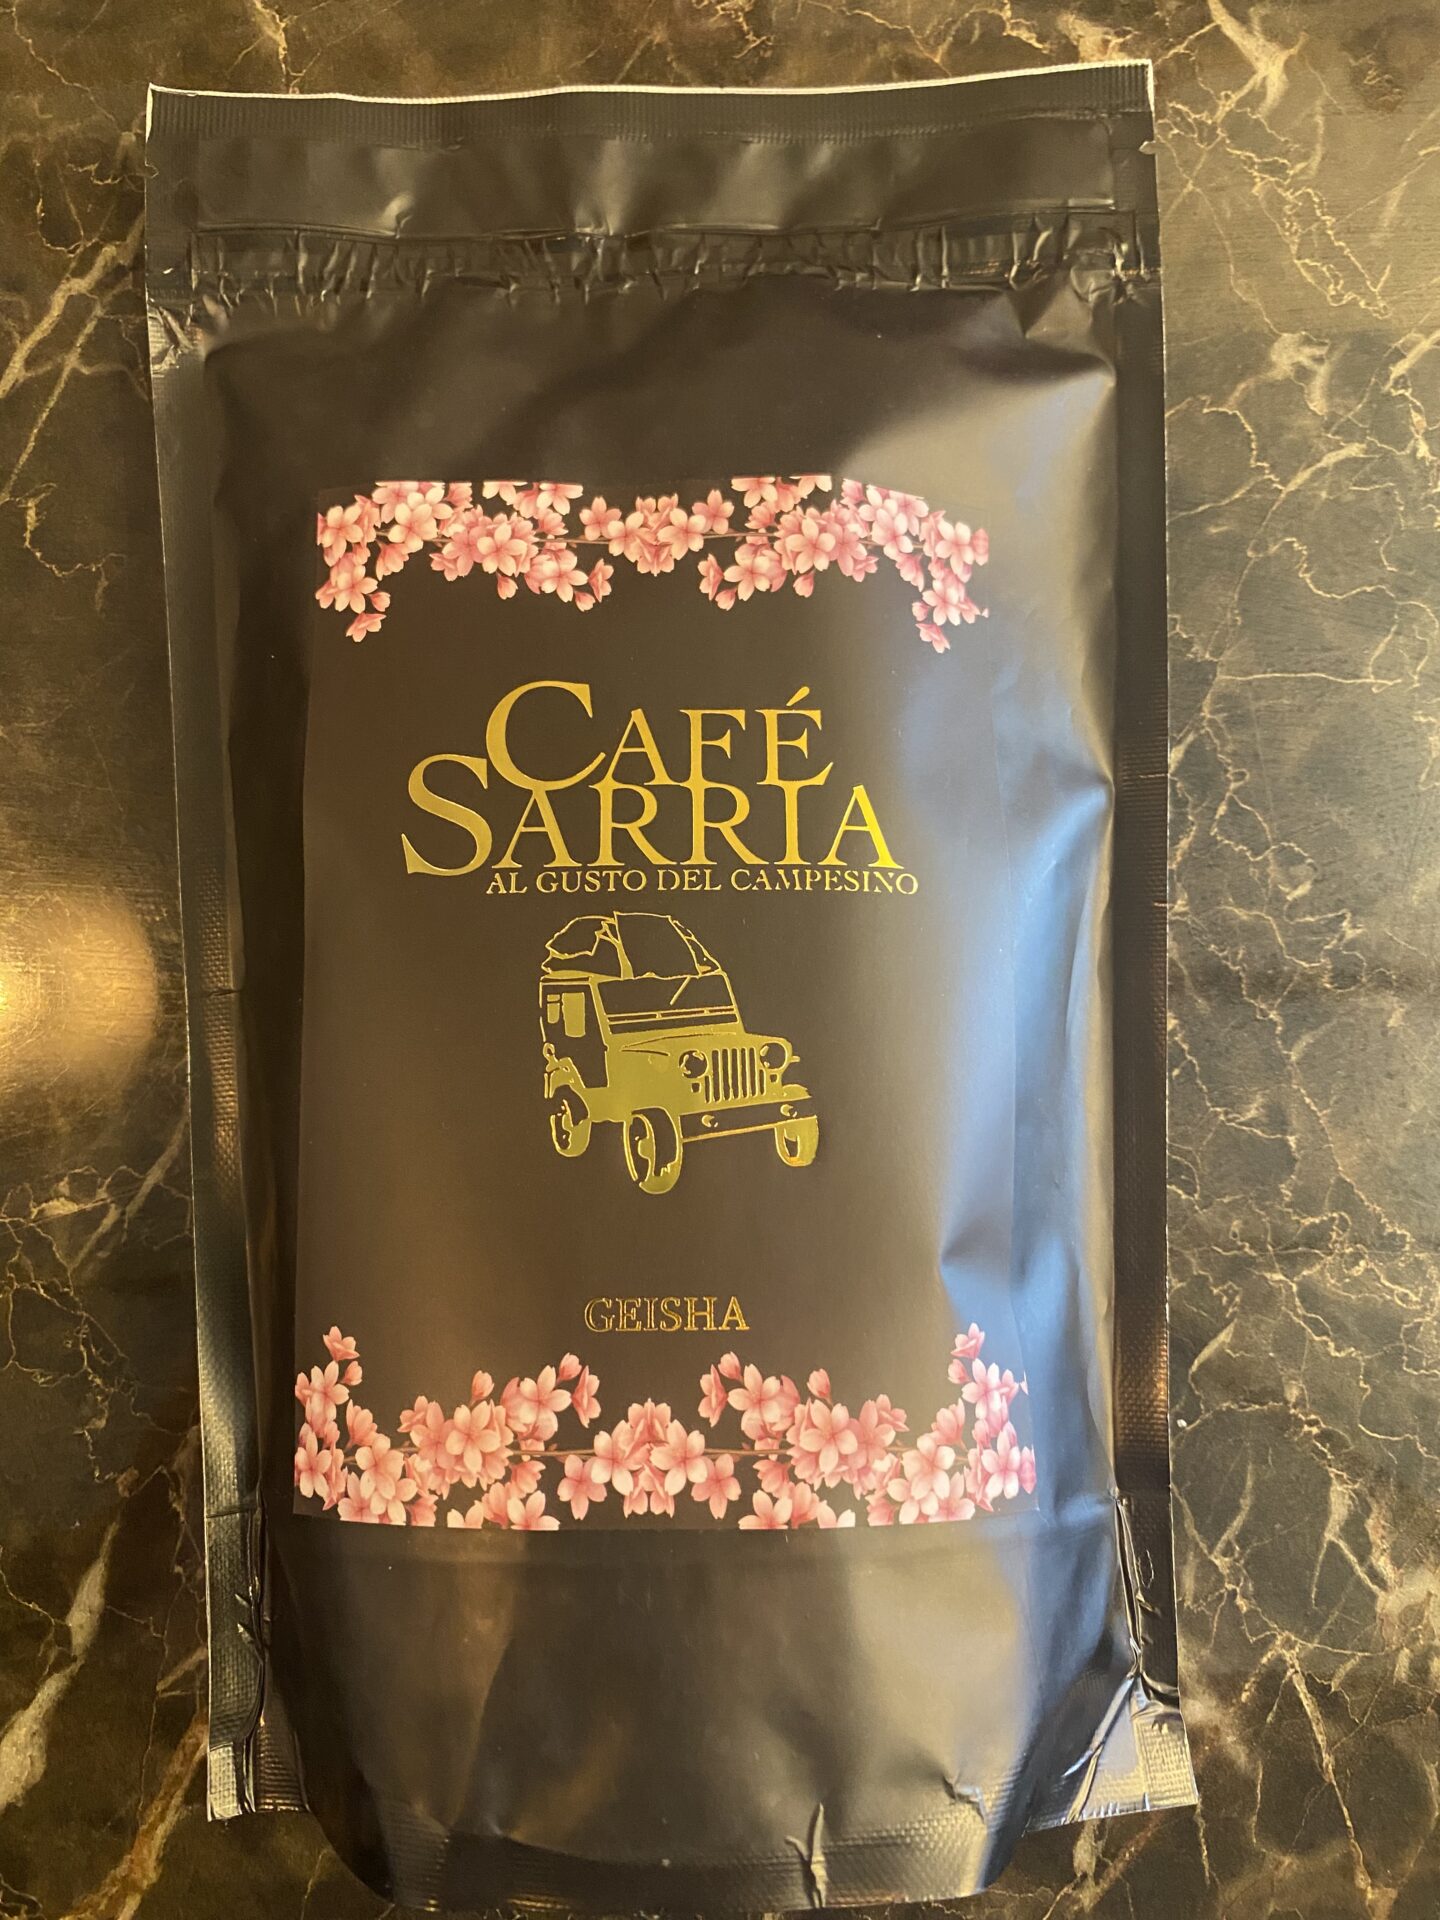 CAFÉ
SARRIA
AL GUSTO DEL CAMPESINO
GEISHA